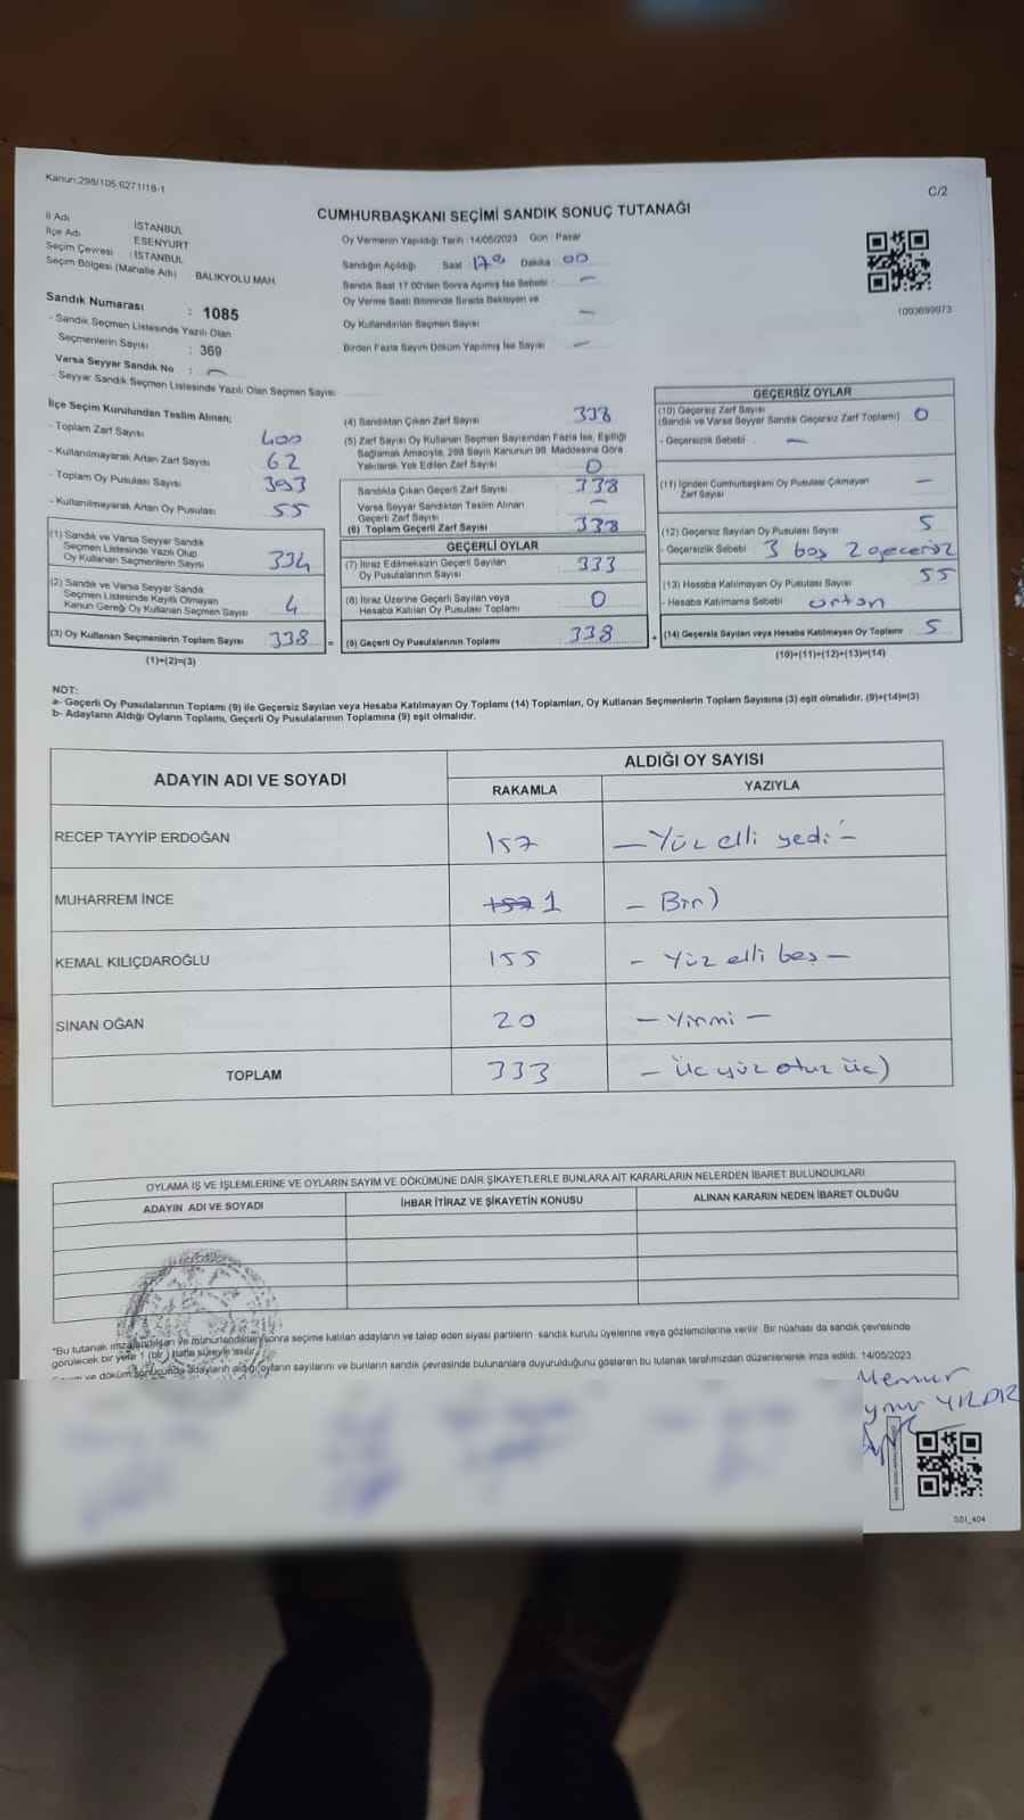 Kanun:298/105,6271/18-1
C/2
CUMHURBAŞKANI SEÇİMİ SANDIK SONUÇ TUTANAĞI
İl Adı : İSTANBUL
İlçe Adı : ESENYURT
Seçim Çevresi : İSTANBUL
Seçim Bölgesi (Mahalle Adı) BALIKYOLU MAH.
Sandık Numarası : 1085
- Sandık Seçmen Listesinde Yazılı Olan
Seçmenlerin Sayısı : 369
Varsa Seyyar Sandık No : —
- Seyyar Sandık Seçmen Listesinde Yazılı Olan Seçmen Sayısı
Oy Vermenin Yapıldığı Tarih :14/05/2023 Gün : Pazar
Sandığın Açıldığı Saat 17:00 Dakika : 00
Sandık Saat 17.00'den Sonra Açılmış İse Sebebi : —
Oy Verme Saati Bitiminde Sırada Bekleyen ve
Oy Kullandırılan Seçmen Sayısı —
Birden Fazla Sayım Döküm Yapılmış İse Sayısı —
1000699973
İlçe Seçim Kurulundan Teslim Alınan;
- Toplam Zarf Sayısı 400
- Kullanılmayarak Artan Zarf Sayısı 62
- Toplam Oy Pusulası Sayısı 393
- Kullanılmayarak Artan Oy Pusulası 55
(1) Sandık ve Varsa Seyyar Sandık
Seçmen Listesinde Yazılı Olup
Oy Kullanan Seçmenlerin Sayısı 334
(2) Sandık ve Varsa Seyyar Sandık
Seçmen Listesinde Kayıtlı Olmayan
Kanun Gereği Oy Kullanan Seçmen Sayısı 4
(3) Oy Kullanan Seçmenlerin Toplam Sayısı 338
(1)+(2)=(3)
(4) Sandıktan Çıkan Zarf Sayısı 338
(5) Zarf Sayısı Oy Kullanan Seçmen Sayısından Fazla İse, Eşitliği
Sağlamak Amacıyla, 298 Sayılı Kanunun 98. Maddesine Göre
Yakılarak Yok Edilen Zarf Sayısı 0
Sandıkta Çıkan Geçerli Zarf Sayısı 338
Varsa Seyyar Sandıktan Teslim Alınan
Geçerli Zarf Sayısı —
(6) Toplam Geçerli Zarf Sayısı 338
GEÇERLİ OYLAR
(7) İtiraz Edilmeksizin Geçerli Sayılan
Oy Pusulalarının Sayısı 333
(8) İtiraz Üzerine Geçerli Sayılan veya
Hesaba Katılan Oy Pusulası Toplamı 0
= (9) Geçerli Oy Pusulalarının Toplamı 338
GEÇERSİZ OYLAR
(10) Geçersiz Zarf Sayısı
(Sandık ve Varsa Seyyar Sandık Geçersiz Zarf Toplamı) 0
- Geçersizlik Sebebi —
(11) İçinden Cumhurbaşkanı Oy Pusulası Çıkmayan
Zarf Sayısı —
(12) Geçersiz Sayılan Oy Pusulası Sayısı 5
- Geçersizlik Sebebi 3 boş 2 geçersiz
(13) Hesaba Katılmayan Oy Pusulası Sayısı 55
- Hesaba Katılmama Sebebi artan
+ (14) Geçersiz Sayılan veya Hesaba Katılmayan Oy Toplamı 5
(10)+(11)+(12)+(13)=(14)
NOT:
a- Geçerli Oy Pusulalarının Toplamı (9) ile Geçersiz Sayılan veya Hesaba Katılmayan Oy Toplamı (14) Toplamları, Oy Kullanan Seçmenlerin Toplam Sayısına (3) eşit olmalıdır. (9)+(14)=(3)
b- Adayların Aldığı Oyların Toplamı, Geçerli Oy Pusulalarının Toplamına (9) eşit olmalıdır.
ADAYIN ADI VE SOYADI ALDIĞI OY SAYISI
RAKAMLA YAZIYLA
RECEP TAYYİP ERDOĞAN 157 — Yüz elli yedi —
MUHARREM İNCE 1 — Bir)
KEMAL KILIÇDAROĞLU 155 — Yüz elli beş —
SİNAN OĞAN 20 — Yirmi —
TOPLAM 333 — Üç yüz otuz üç)
OYLAMA İŞ VE İŞLEMLERİNE VE OYLARIN SAYIM VE DÖKÜMÜNE DAİR ŞİKAYETLERLE BUNLARA AİT KARARLARIN NELERDEN İBARET BULUNDUKLARI
ADAYIN ADI VE SOYADI İHBAR İTİRAZ VE ŞİKAYETİN KONUSU ALINAN KARARIN NEDEN İBARET OLDUĞU
"Bu tutanak imzalandıktan ve mühürlendikten sonra seçime katılan adayların ve talep eden siyasi partilerin sandık kurulu üyelerine veya gözlemcilerine verilir. Bir nüshası da sandık çevresinde
görülecek bir yere 1 (bir) hafta süreyle asılır.
ve döküm sonucunda adayların aldığı oyların sayılarını ve bunların sandık çevresinde bulunanlara duyurulduğunu gösteren bu tutanak tarafımızdan düzenlenerek imza edildi. 14/05/2023
Memur
YILDIZ
S01_404